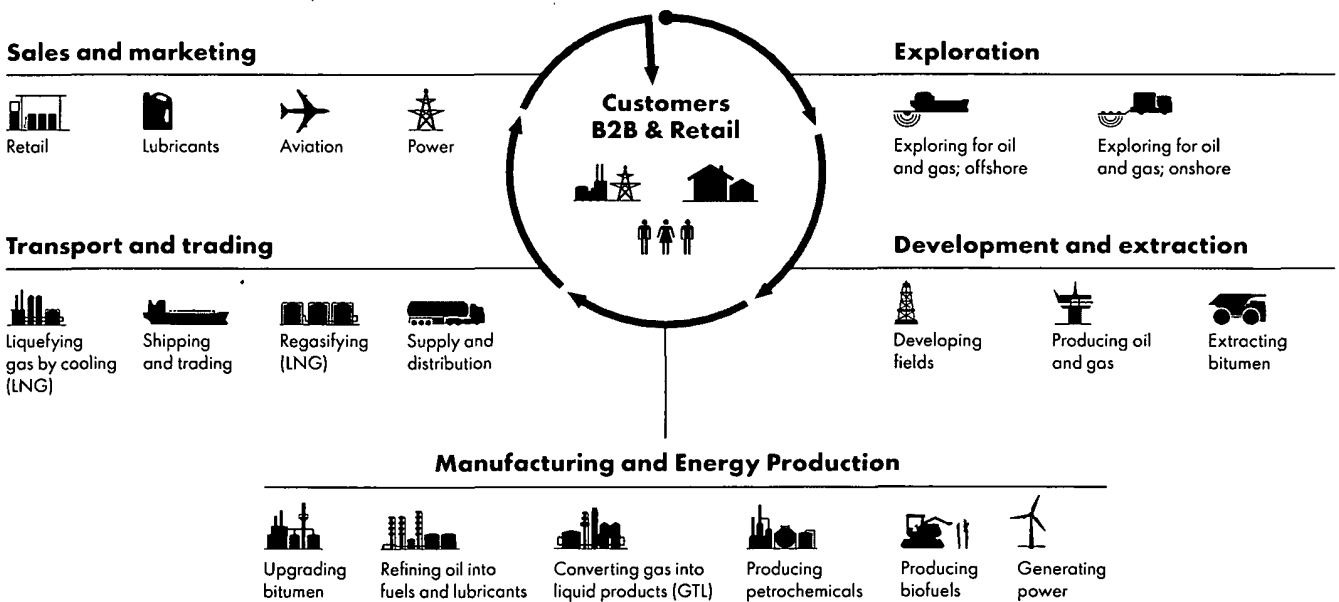 Sales and marketing
Retail
Lubricants
Aviation
Power
Customers
B2B & Retail
Exploration
Exploring for oil
and gas; offshore
Exploring for oil
and gas; onshore
Transport and trading
Liquefying
gas by cooling
(LNG)
Shipping
and trading
Regasifying
(LNG)
Supply and
distribution
Development and extraction
Developing
fields
Producing oil
and gas
Extracting
bitumen
Manufacturing and Energy Production
Upgrading
bitumen
Refining oil into
fuels and lubricants
Converting gas into
liquid products (GTL)
Producing
petrochemicals
Producing
biofuels
Generating
power